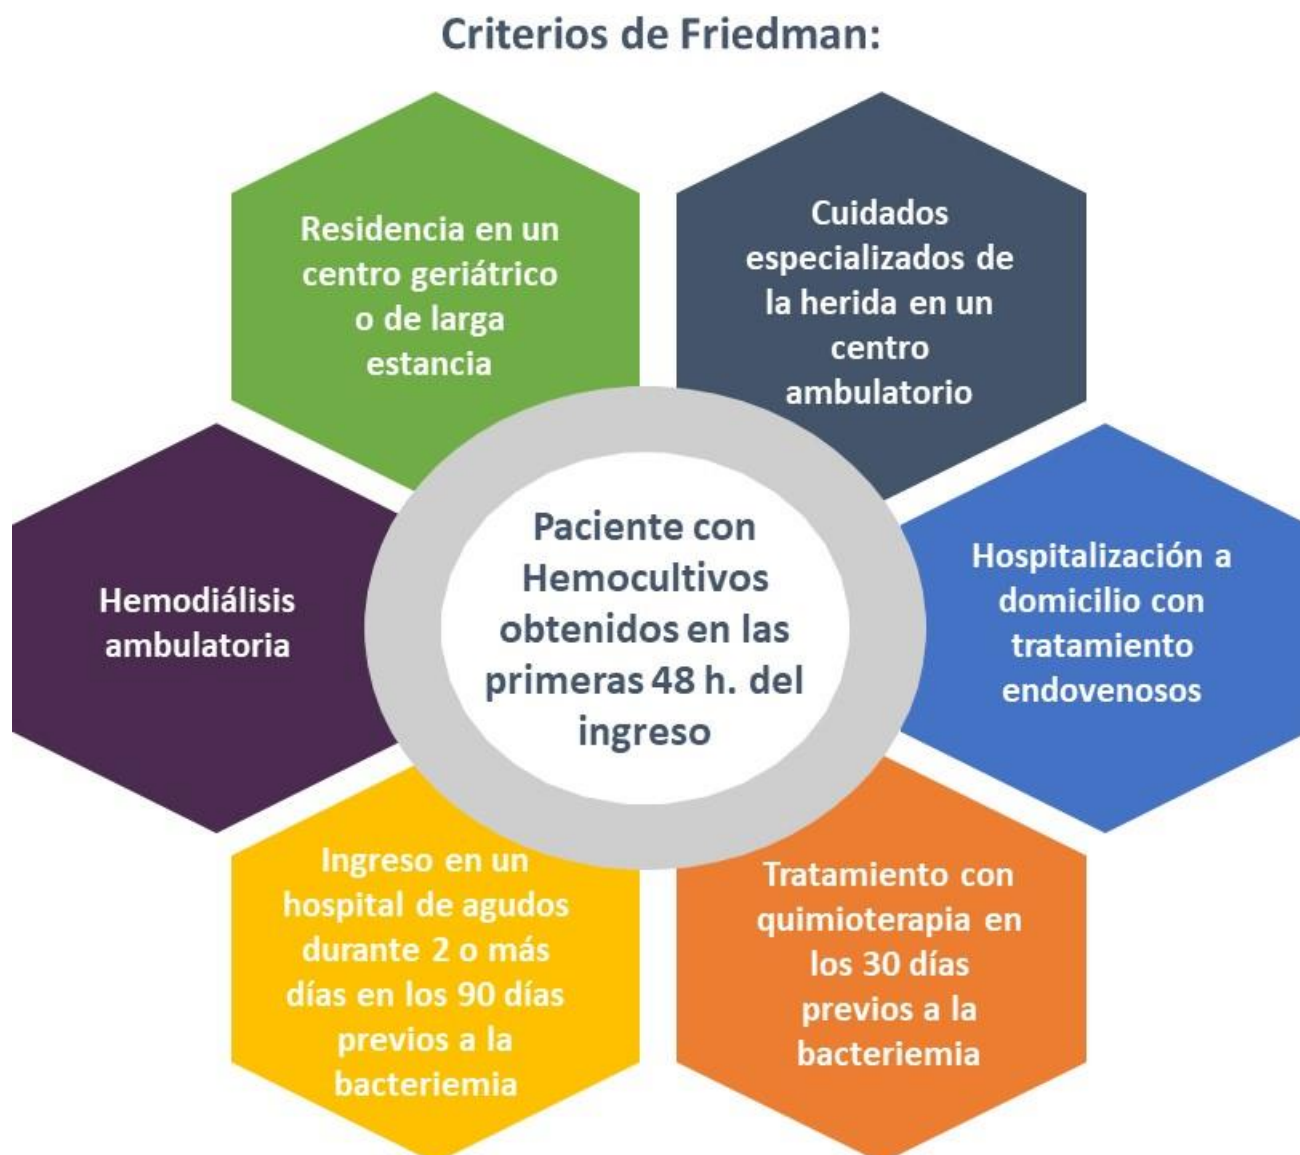 Criterios de Friedman:
Residencia en un
centro geriátrico
o de larga
estancia
Cuidados
especializados de
la herida en un
centro
ambulatorio
Hemodiálisis
ambulatoria
Paciente con
Hemocultivos
obtenidos en las
primeras 48 h. del
ingreso
Hospitalización a
domicilio con
tratamiento
endovenosos
Ingreso en un
hospital de agudos
durante 2 o más
días en los 90 días
previos a la
bacteriemia
Tratamiento con
quimioterapia en
los 30 días
previos a la
bacteriemia